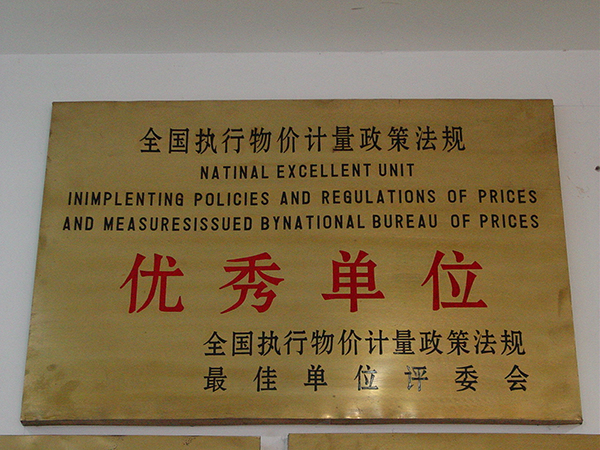 全国执行物价计量政策法规
NATINAL EXCELLENT UNIT
INIMPLENTING POLICIES AND REGULATIONS OF PRICES
AND MEASURESISSUED BYNATIONAL BUREAU OF PRICES
优秀单位
全国执行物价计量政策法规
最佳单位评委会